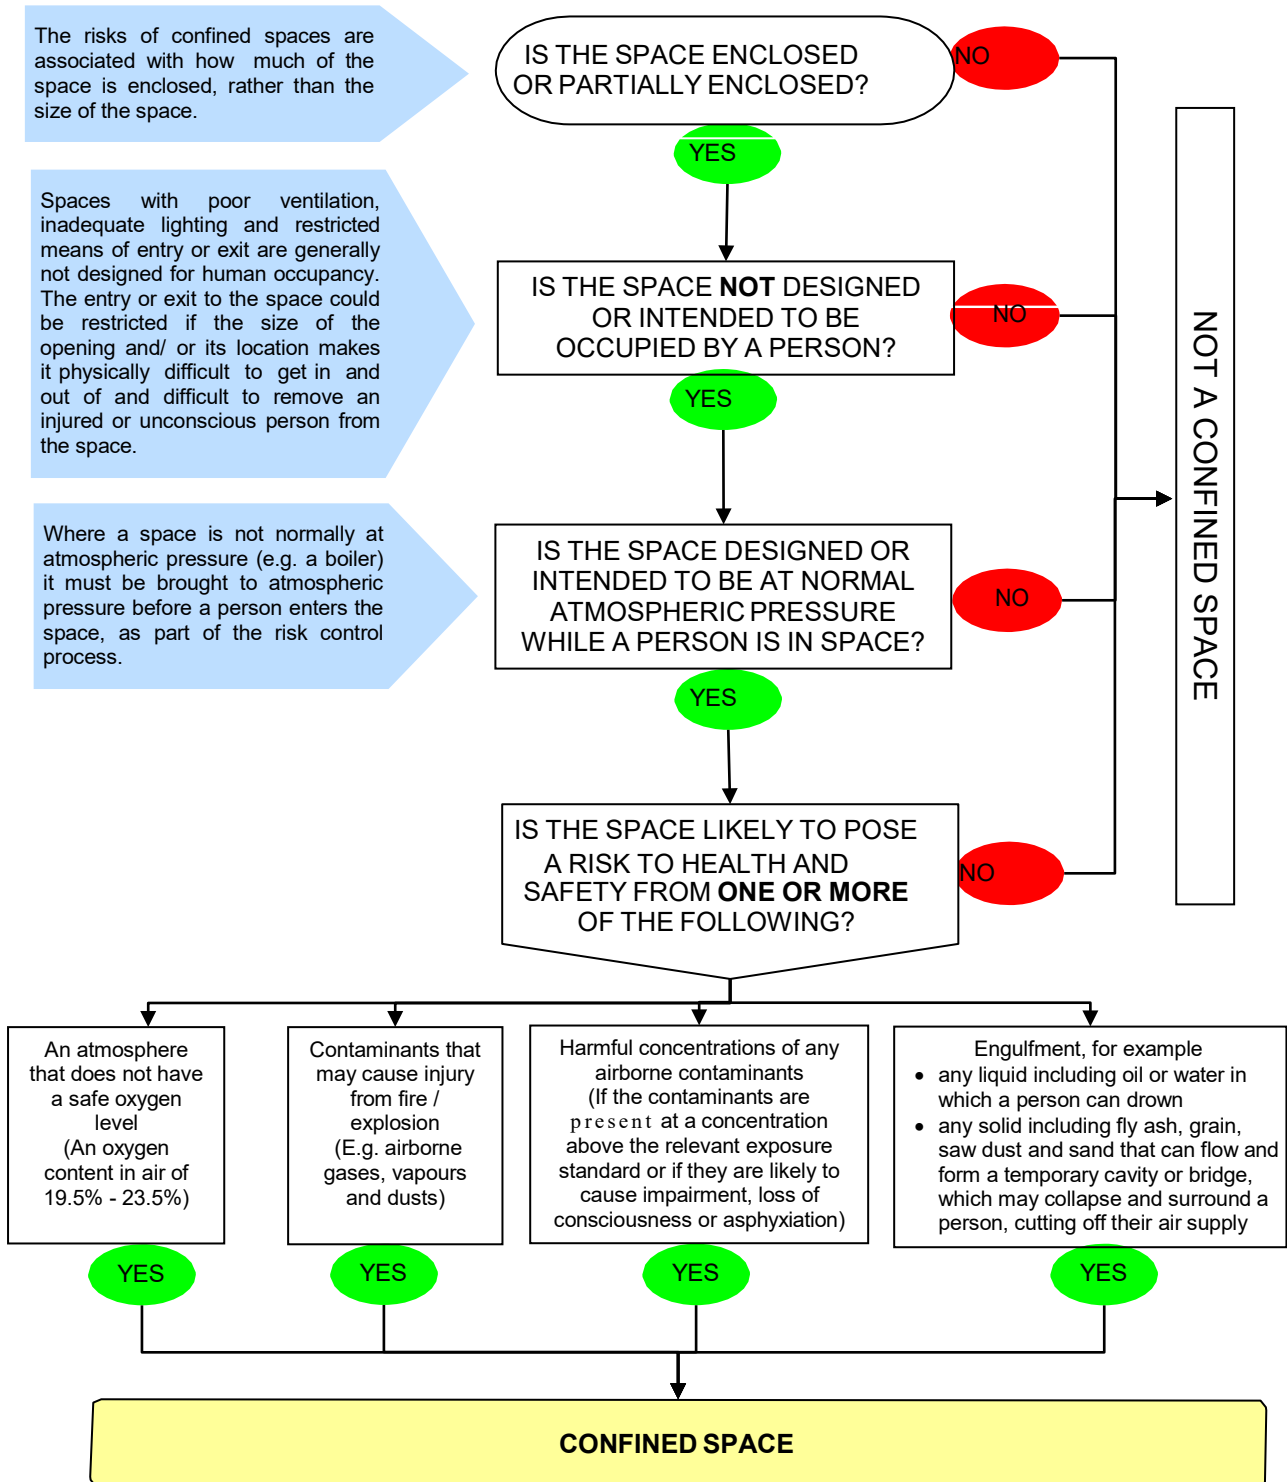 The risks of confined spaces are
associated with how much of the
space is enclosed, rather than the
size of the space.
IS THE SPACE ENCLOSED
OR PARTIALLY ENCLOSED?
NO
YES
Spaces with poor ventilation,
inadequate lighting and restricted
means of entry or exit are generally
not designed for human occupancy.
The entry or exit to the space could
be restricted if the size of the
opening and/ or its location makes
it physically difficult to get in and
out of and difficult to remove an
injured or unconscious person from
the space.
IS THE SPACE NOT DESIGNED
OR INTENDED TO BE
OCCUPIED BY A PERSON?
NO
YES
NOT A CONFINED SPACE
Where a space is not normally at
atmospheric pressure (e.g. a boiler)
it must be brought to atmospheric
pressure before a person enters the
space, as part of the risk control
process.
IS THE SPACE DESIGNED OR
INTENDED TO BE AT NORMAL
ATMOSPHERIC PRESSURE
WHILE A PERSON IS IN SPACE?
NO
YES
IS THE SPACE LIKELY TO POSE
A RISK TO HEALTH AND
SAFETY FROM ONE OR MORE
OF THE FOLLOWING?
NO
An atmosphere
that does not have
a safe oxygen
level
(An oxygen
content in air of
19.5% - 23.5%)
YES
Contaminants that
may cause injury
from fire /
explosion
(E.g. airborne
gases, vapours
and dusts)
YES
Harmful concentrations of any
airborne contaminants
(If the contaminants are
present at a concentration
above the relevant exposure
standard or if they are likely to
cause impairment, loss of
consciousness or asphyxiation)
YES
Engulfment, for example
• any liquid including oil or water in
which a person can drown
• any solid including fly ash, grain,
saw dust and sand that can flow and
form a temporary cavity or bridge,
which may collapse and surround a
person, cutting off their air supply
YES
CONFINED SPACE